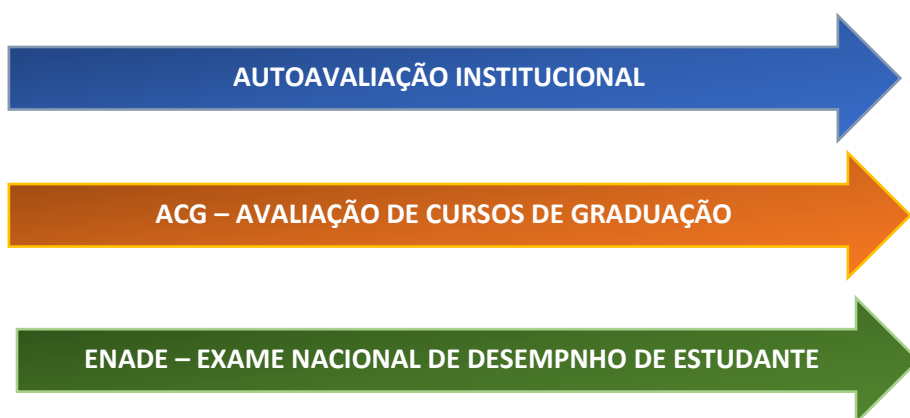 AUTOAVALIAÇÃO INSTITUCIONAL
ACG – AVALIAÇÃO DE CURSOS DE GRADUAÇÃO
ENADE – EXAME NACIONAL DE DESEMPNHO DE ESTUDANTE